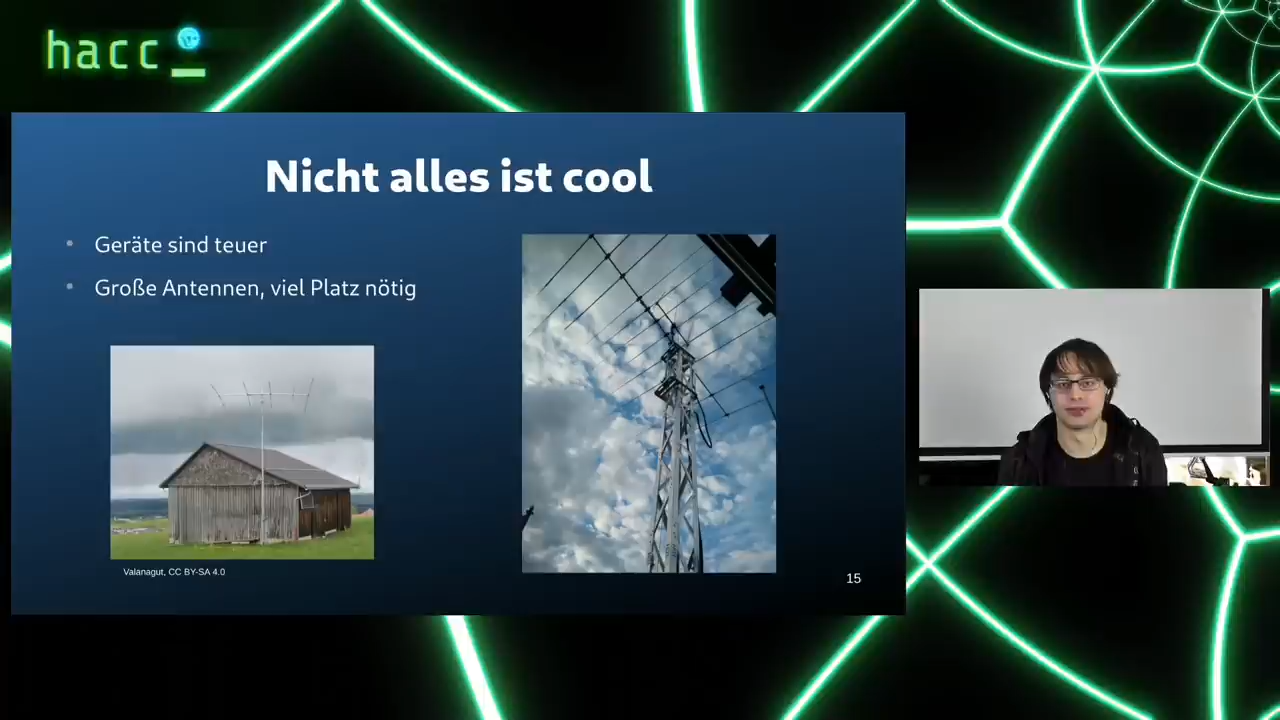 hacc_
Nicht alles ist cool
• Geräte sind teuer
• Große Antennen, viel Platz nötig
Valanagut, CC BY-SA 4.0
15